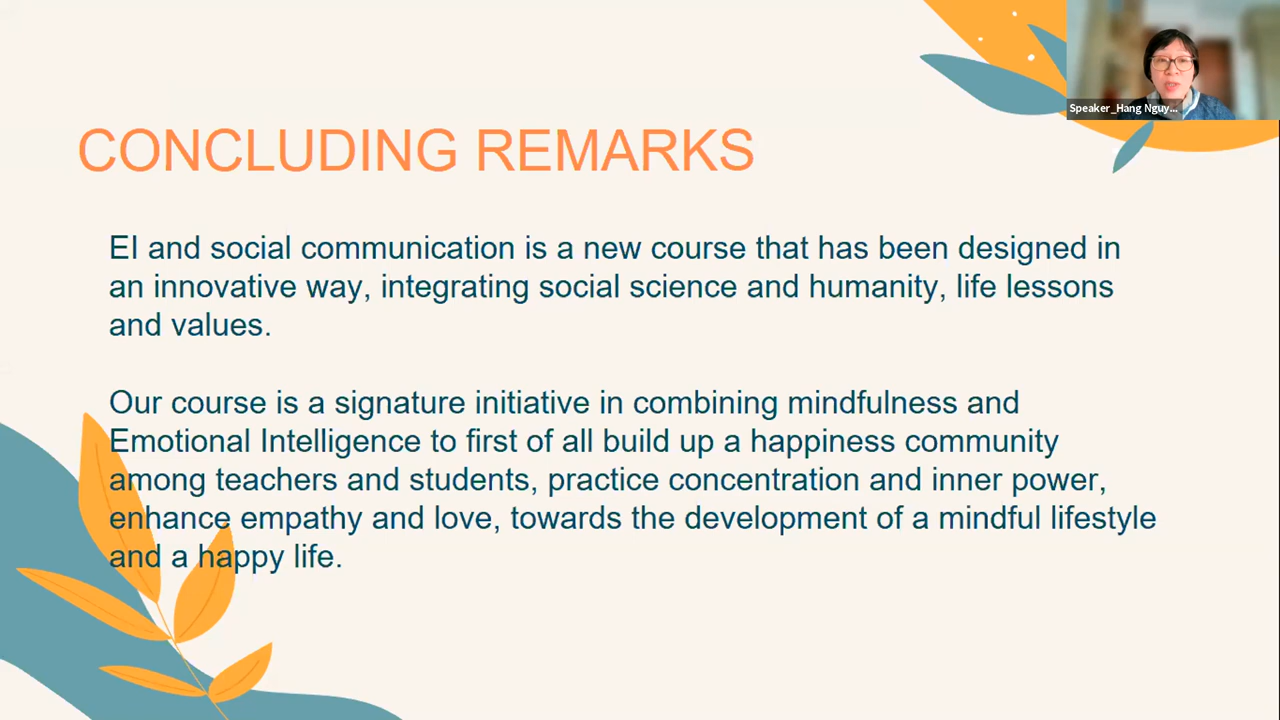 Speaker_Hang Nguy...
CONCLUDING REMARKS
EI and social communication is a new course that has been designed in
an innovative way, integrating social science and humanity, life lessons
and values.
Our course is a signature initiative in combining mindfulness and
Emotional Intelligence to first of all build up a happiness community
among teachers and students, practice concentration and inner power,
enhance empathy and love, towards the development of a mindful lifestyle
and a happy life.